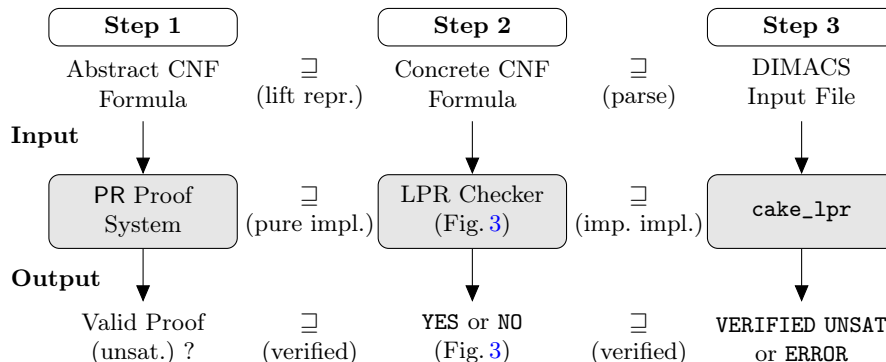 Step 1 Step 2 Step 3
Abstract CNF ⊒ Concrete CNF ⊒ DIMACS
Formula (lift repr.) Formula (parse) Input File
Input
PR Proof ⊒ LPR Checker ⊒ cake_lpr
System (pure impl.) (Fig. 3) (imp. impl.)
Output
Valid Proof ⊒ YES or NO ⊒ VERIFIED UNSAT
(unsat.) ? (verified) (Fig. 3) (verified) or ERROR